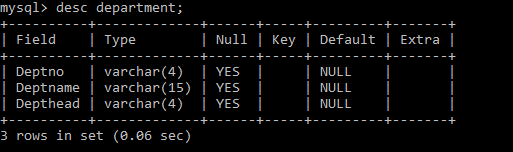 mysql> desc department;
+----------+-------------+------+-----+---------+-------+
| Field    | Type        | Null | Key | Default | Extra |
+----------+-------------+------+-----+---------+-------+
| Deptno   | varchar(4)  | YES  |     | NULL    |       |
| Deptname | varchar(15) | YES  |     | NULL    |       |
| Depthead | varchar(4)  | YES  |     | NULL    |       |
+----------+-------------+------+-----+---------+-------+
3 rows in set (0.06 sec)